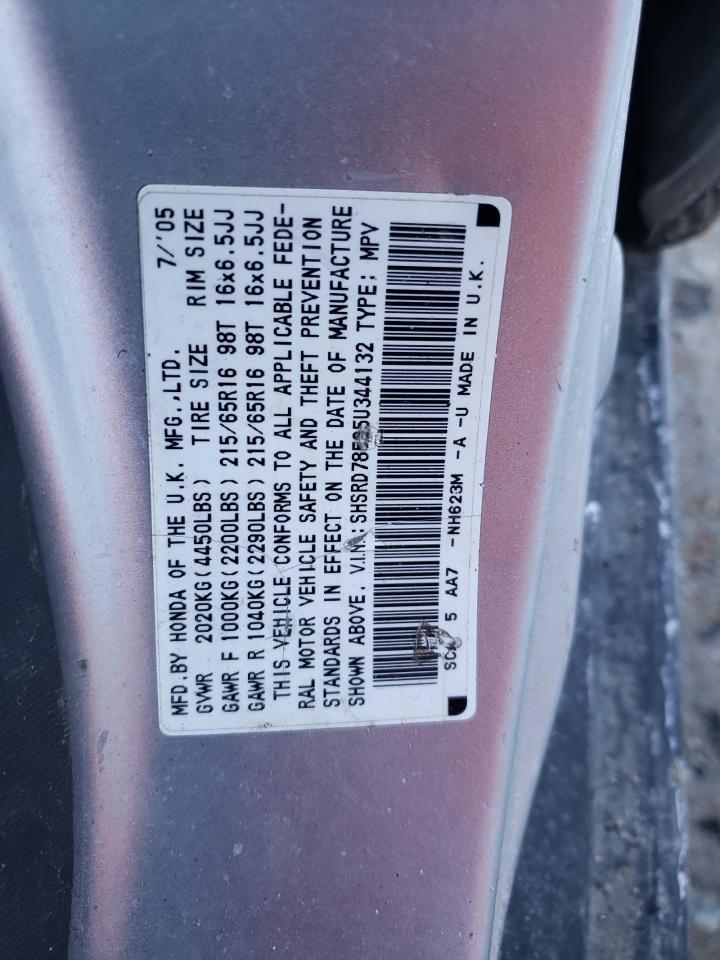 MFD.BY HONDA OF THE U.K. MFG.,LTD. 7/'05
GVWR 2020KG(4450LBS) TIRE SIZE RIM SIZE
GAWR F 1000KG(2200LBS) 215/65R16 98T 16x6.5JJ
GAWR R 1040KG(2290LBS) 215/65R16 98T 16x6.5JJ
THIS VEHICLE CONFORMS TO ALL APPLICABLE FEDE-
RAL MOTOR VEHICLE SAFETY AND THEFT PREVENTION
STANDARDS IN EFFECT ON THE DATE OF MANUFACTURE
SHOWN ABOVE. V.I.N.: TYPE: MPV
5 AA7 -NH623M -A -U MADE IN U.K.